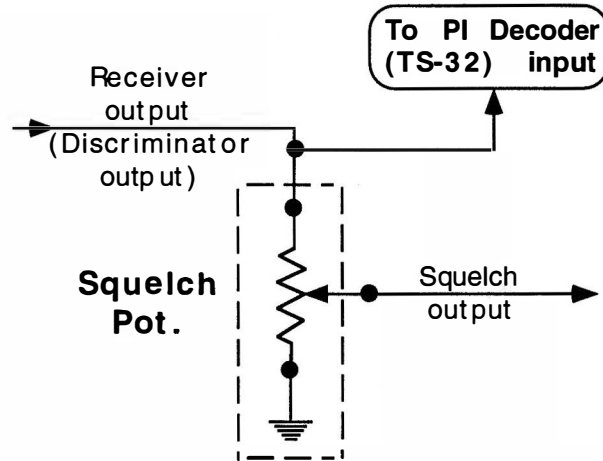 To PI Decoder
(TS-32) input
Receiver
output
(Discriminator
output)
Squelch
Pot.
Squelch
output